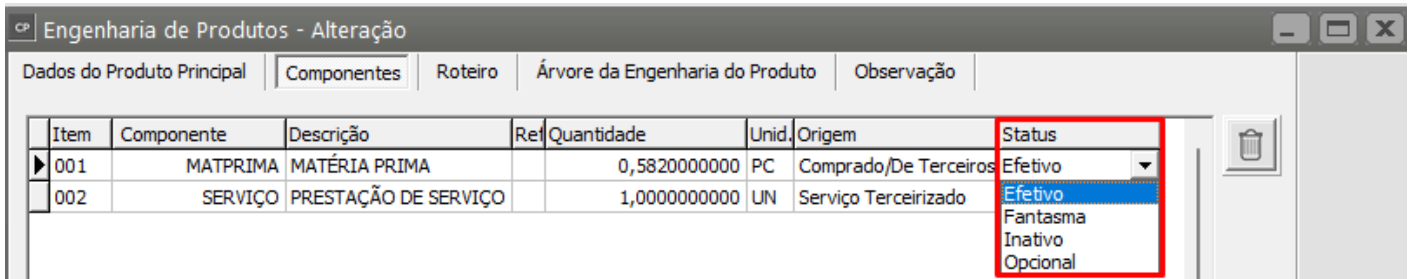 CP Engenharia de Produtos - Alteração
Dados do Produto Principal Componentes Roteiro Árvore da Engenharia do Produto Observação
Item Componente Descrição Ref Quantidade Unid. Origem Status
001 MATPRIMA MATÉRIA PRIMA 0,5820000000 PC Comprado/De Terceiros Efetivo
002 SERVIÇO PRESTAÇÃO DE SERVIÇO 1,0000000000 UN Serviço Terceirizado Efetivo
Fantasma
Inativo
Opcional